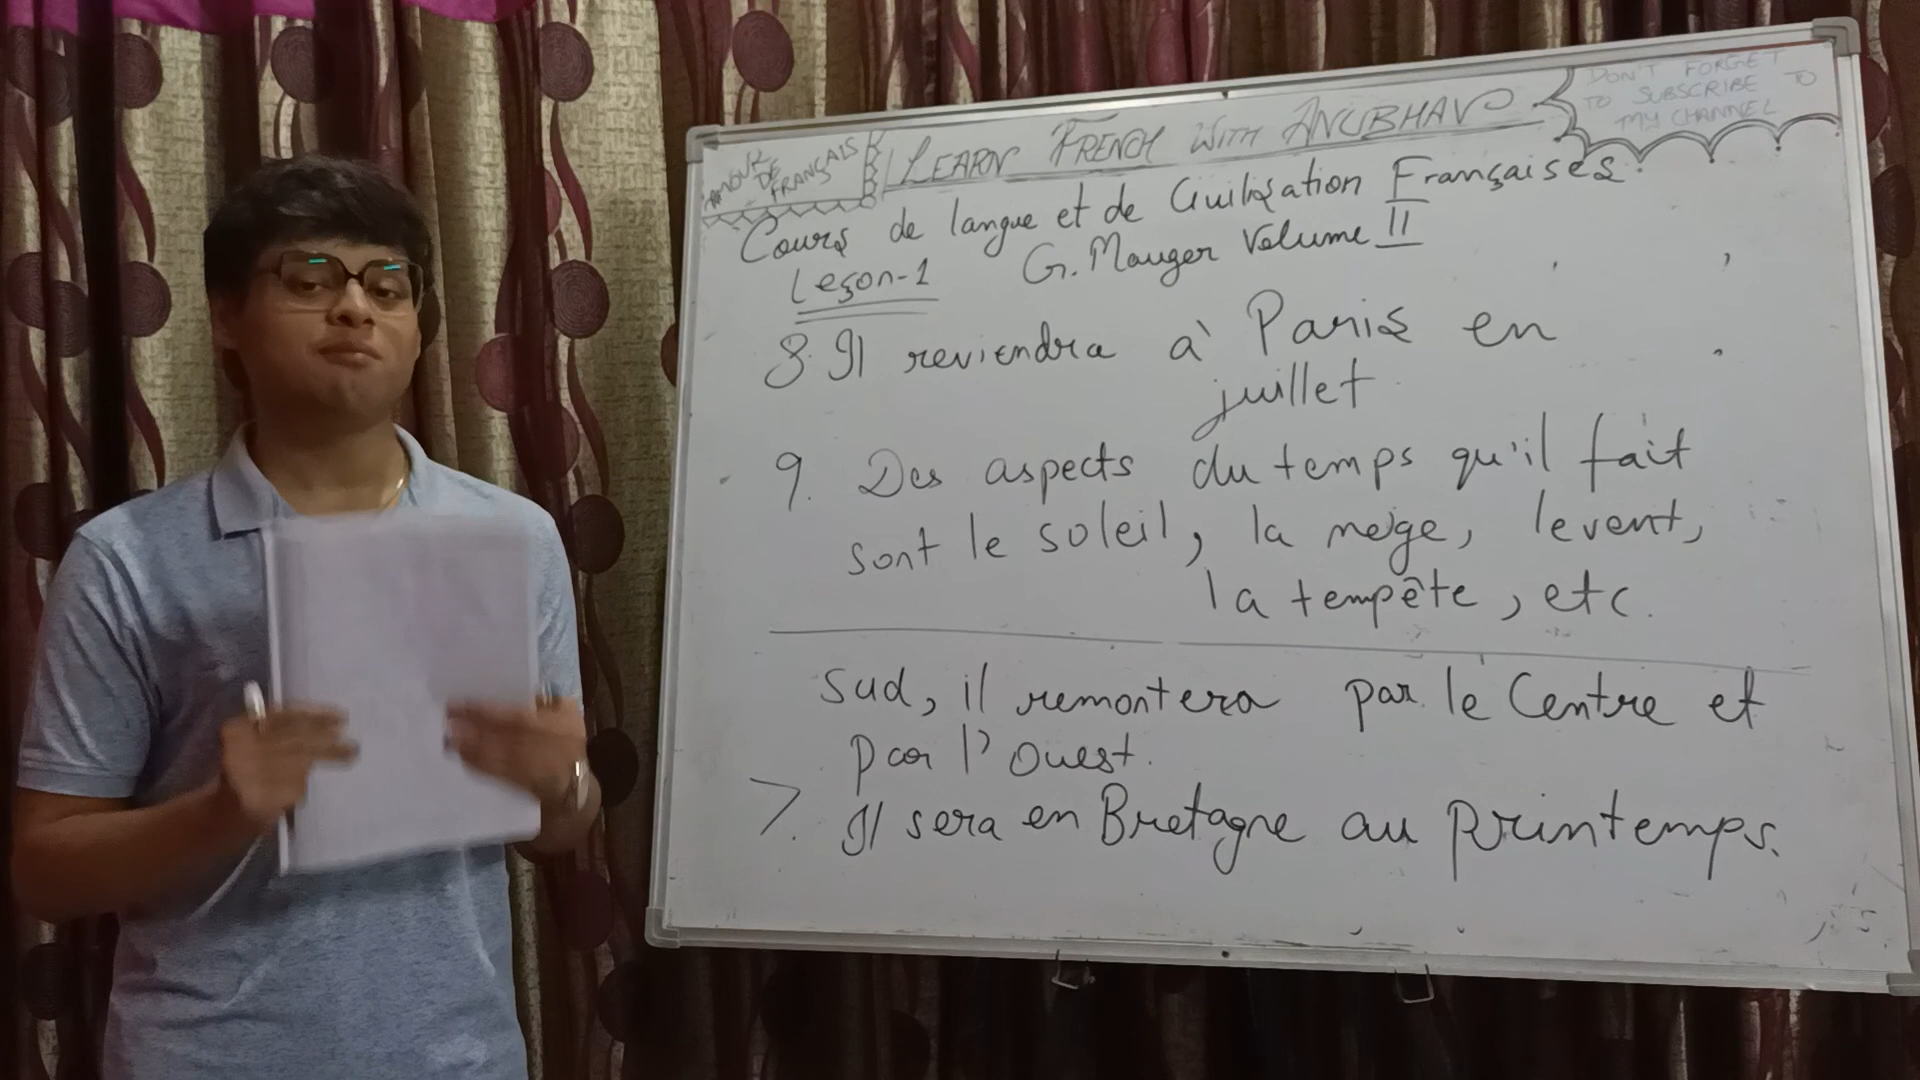 AMOUR
DE
FRANÇAIS
LEARN FRENCH WITH ANUBHAV
DON'T FORGET
TO SUBSCRIBE TO
MY CHANNEL
Cours de langue et de Civilisation Françaises.
Leçon-1 G. Mauger Volume II
8. Il reviendra à Paris en
juillet.
9. Des aspects du temps qu'il fait
sont le soleil, la neige, le vent,
la tempête, etc.
Sud, il remontera par le Centre et
par l'Ouest.
7. Il sera en Bretagne au printemps.